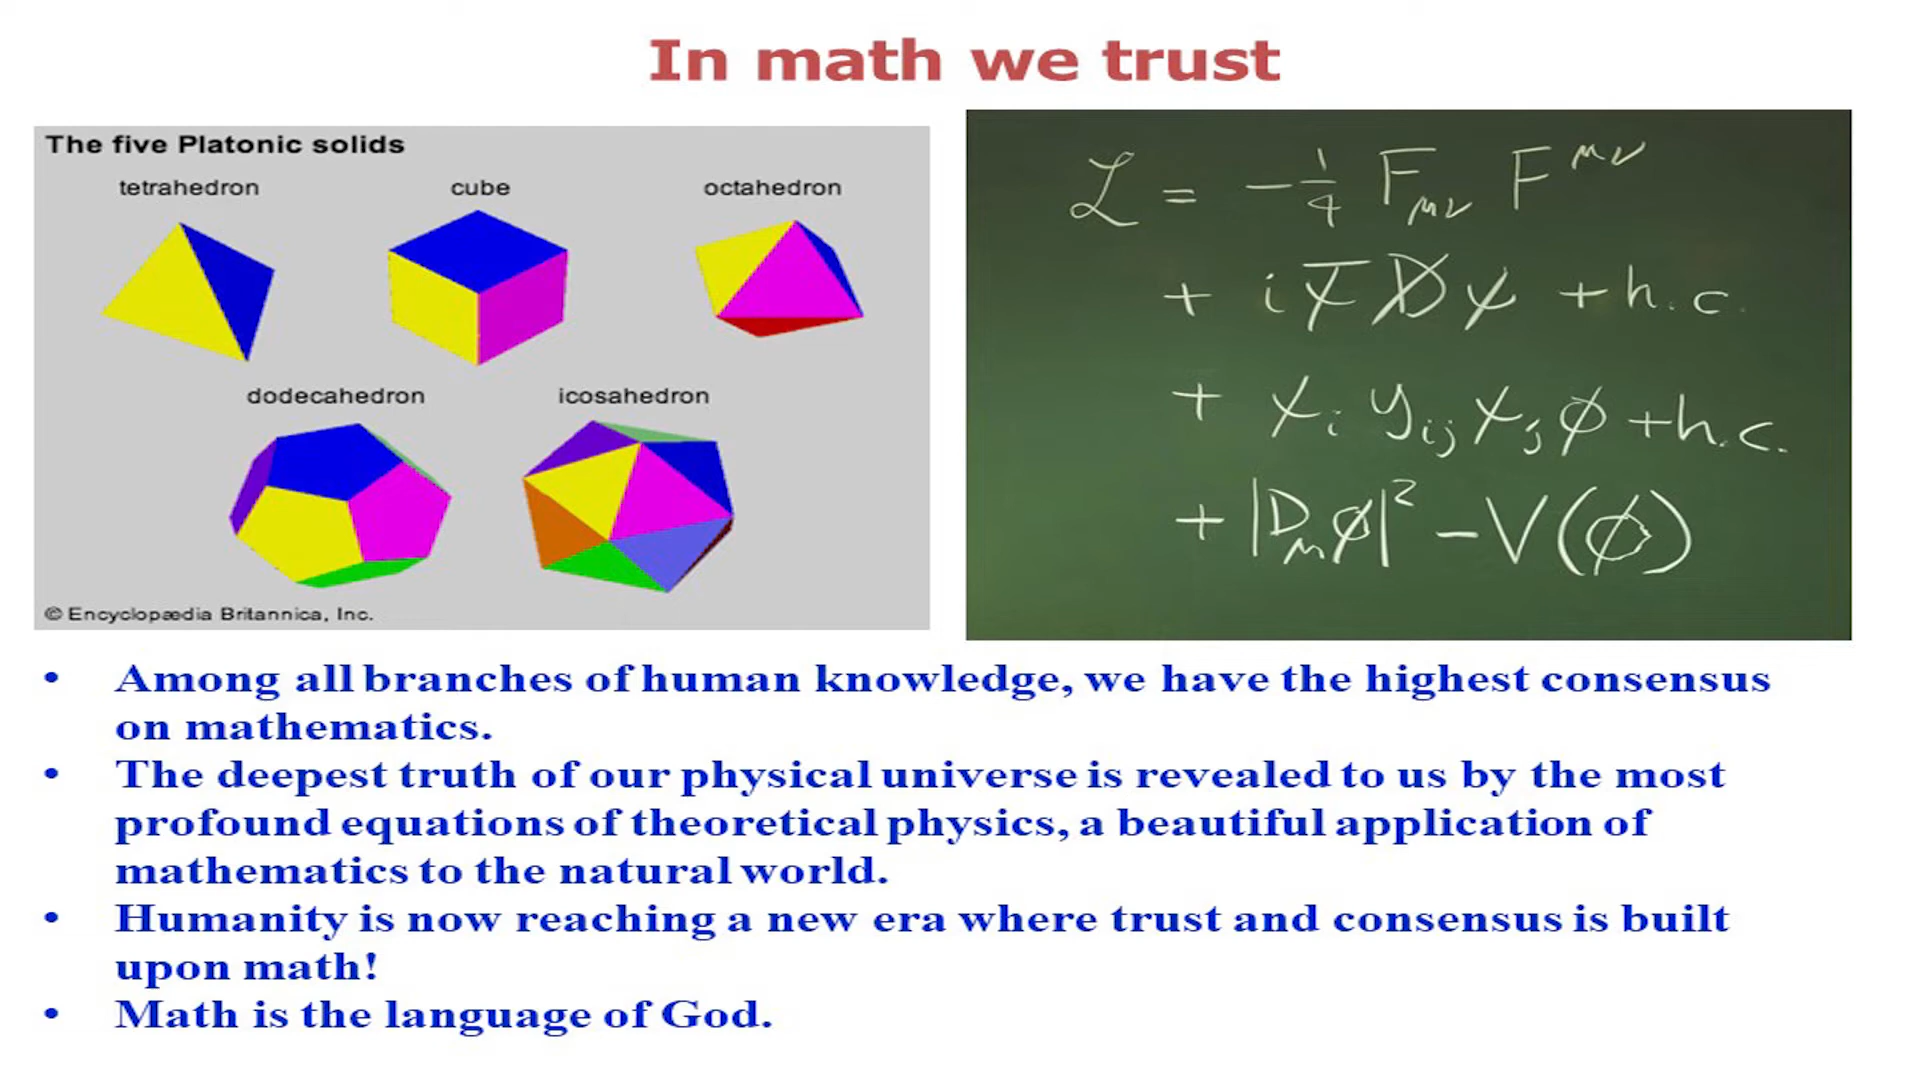 In math we trust
The five Platonic solids
tetrahedron cube octahedron
dodecahedron icosahedron
© Encyclopædia Britannica, Inc.
ℒ = -1/4 F_μν F^μν
+ i ψ̄ D̸ ψ + h.c.
+ ψ_i y_ij ψ_j φ + h.c.
+ |D_μ φ|² - V(φ)
• Among all branches of human knowledge, we have the highest consensus
on mathematics.
• The deepest truth of our physical universe is revealed to us by the most
profound equations of theoretical physics, a beautiful application of
mathematics to the natural world.
• Humanity is now reaching a new era where trust and consensus is built
upon math!
• Math is the language of God.